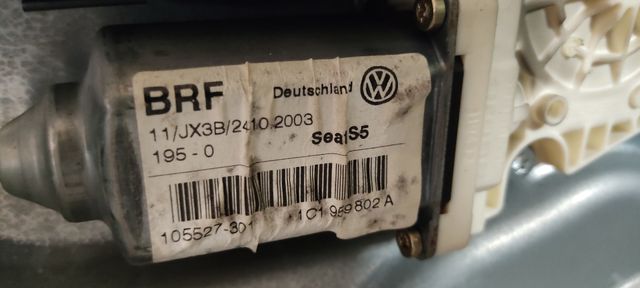 BRF Deutschland
11/JX3B/24.10.2003
195-0 Seat S5
105527-301 1C1 959 802 A